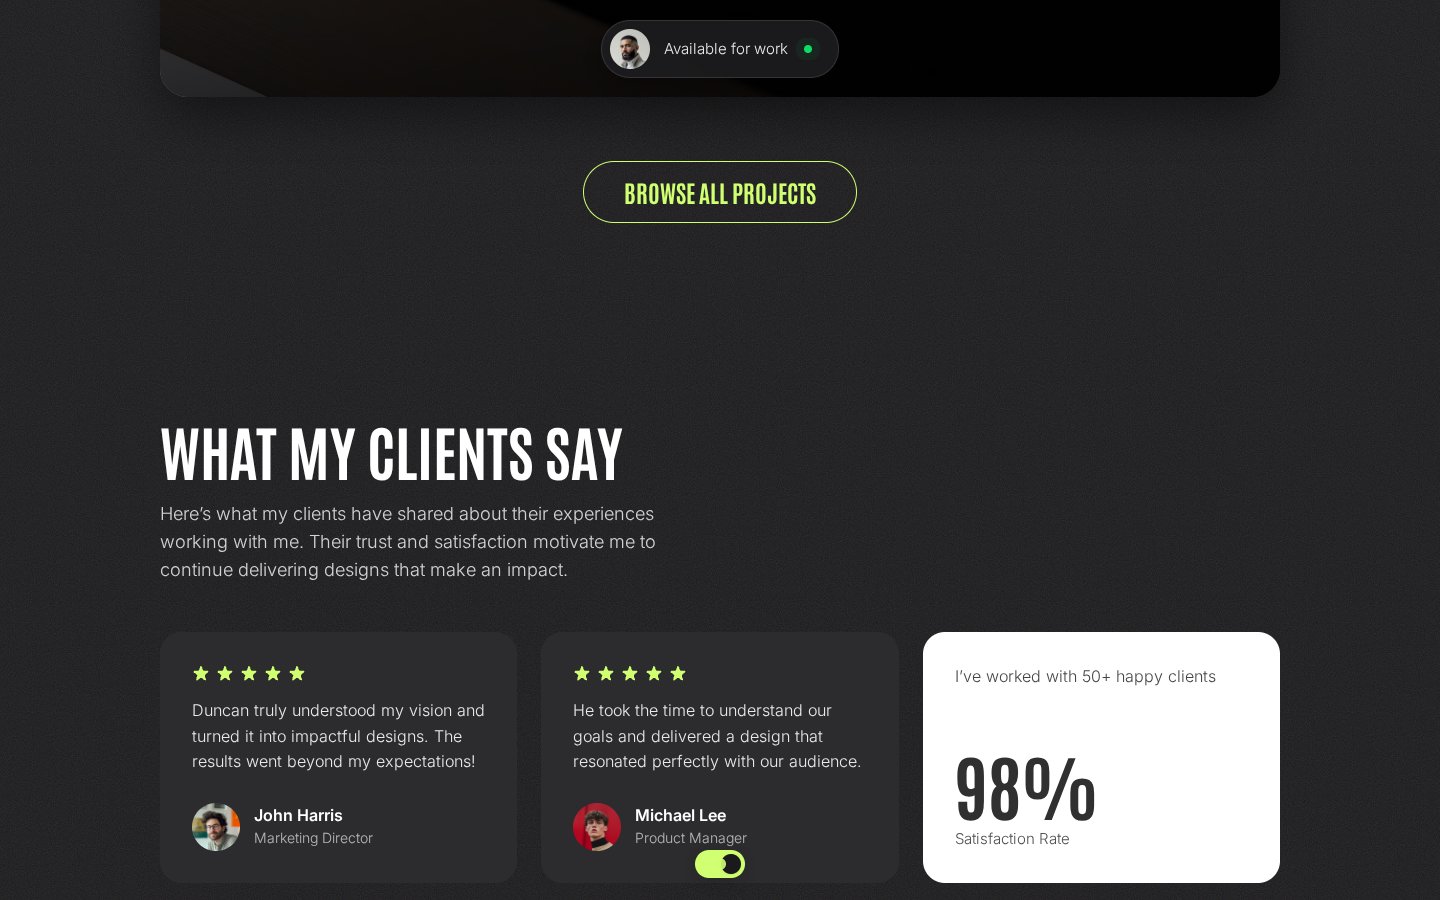 Available for work
BROWSE ALL PROJECTS
WHAT MY CLIENTS SAY
Here’s what my clients have shared about their experiences
working with me. Their trust and satisfaction motivate me to
continue delivering designs that make an impact.
Duncan truly understood my vision and
turned it into impactful designs. The
results went beyond my expectations!
John Harris
Marketing Director
He took the time to understand our
goals and delivered a design that
resonated perfectly with our audience.
Michael Lee
Product Manager
I’ve worked with 50+ happy clients
98%
Satisfaction Rate